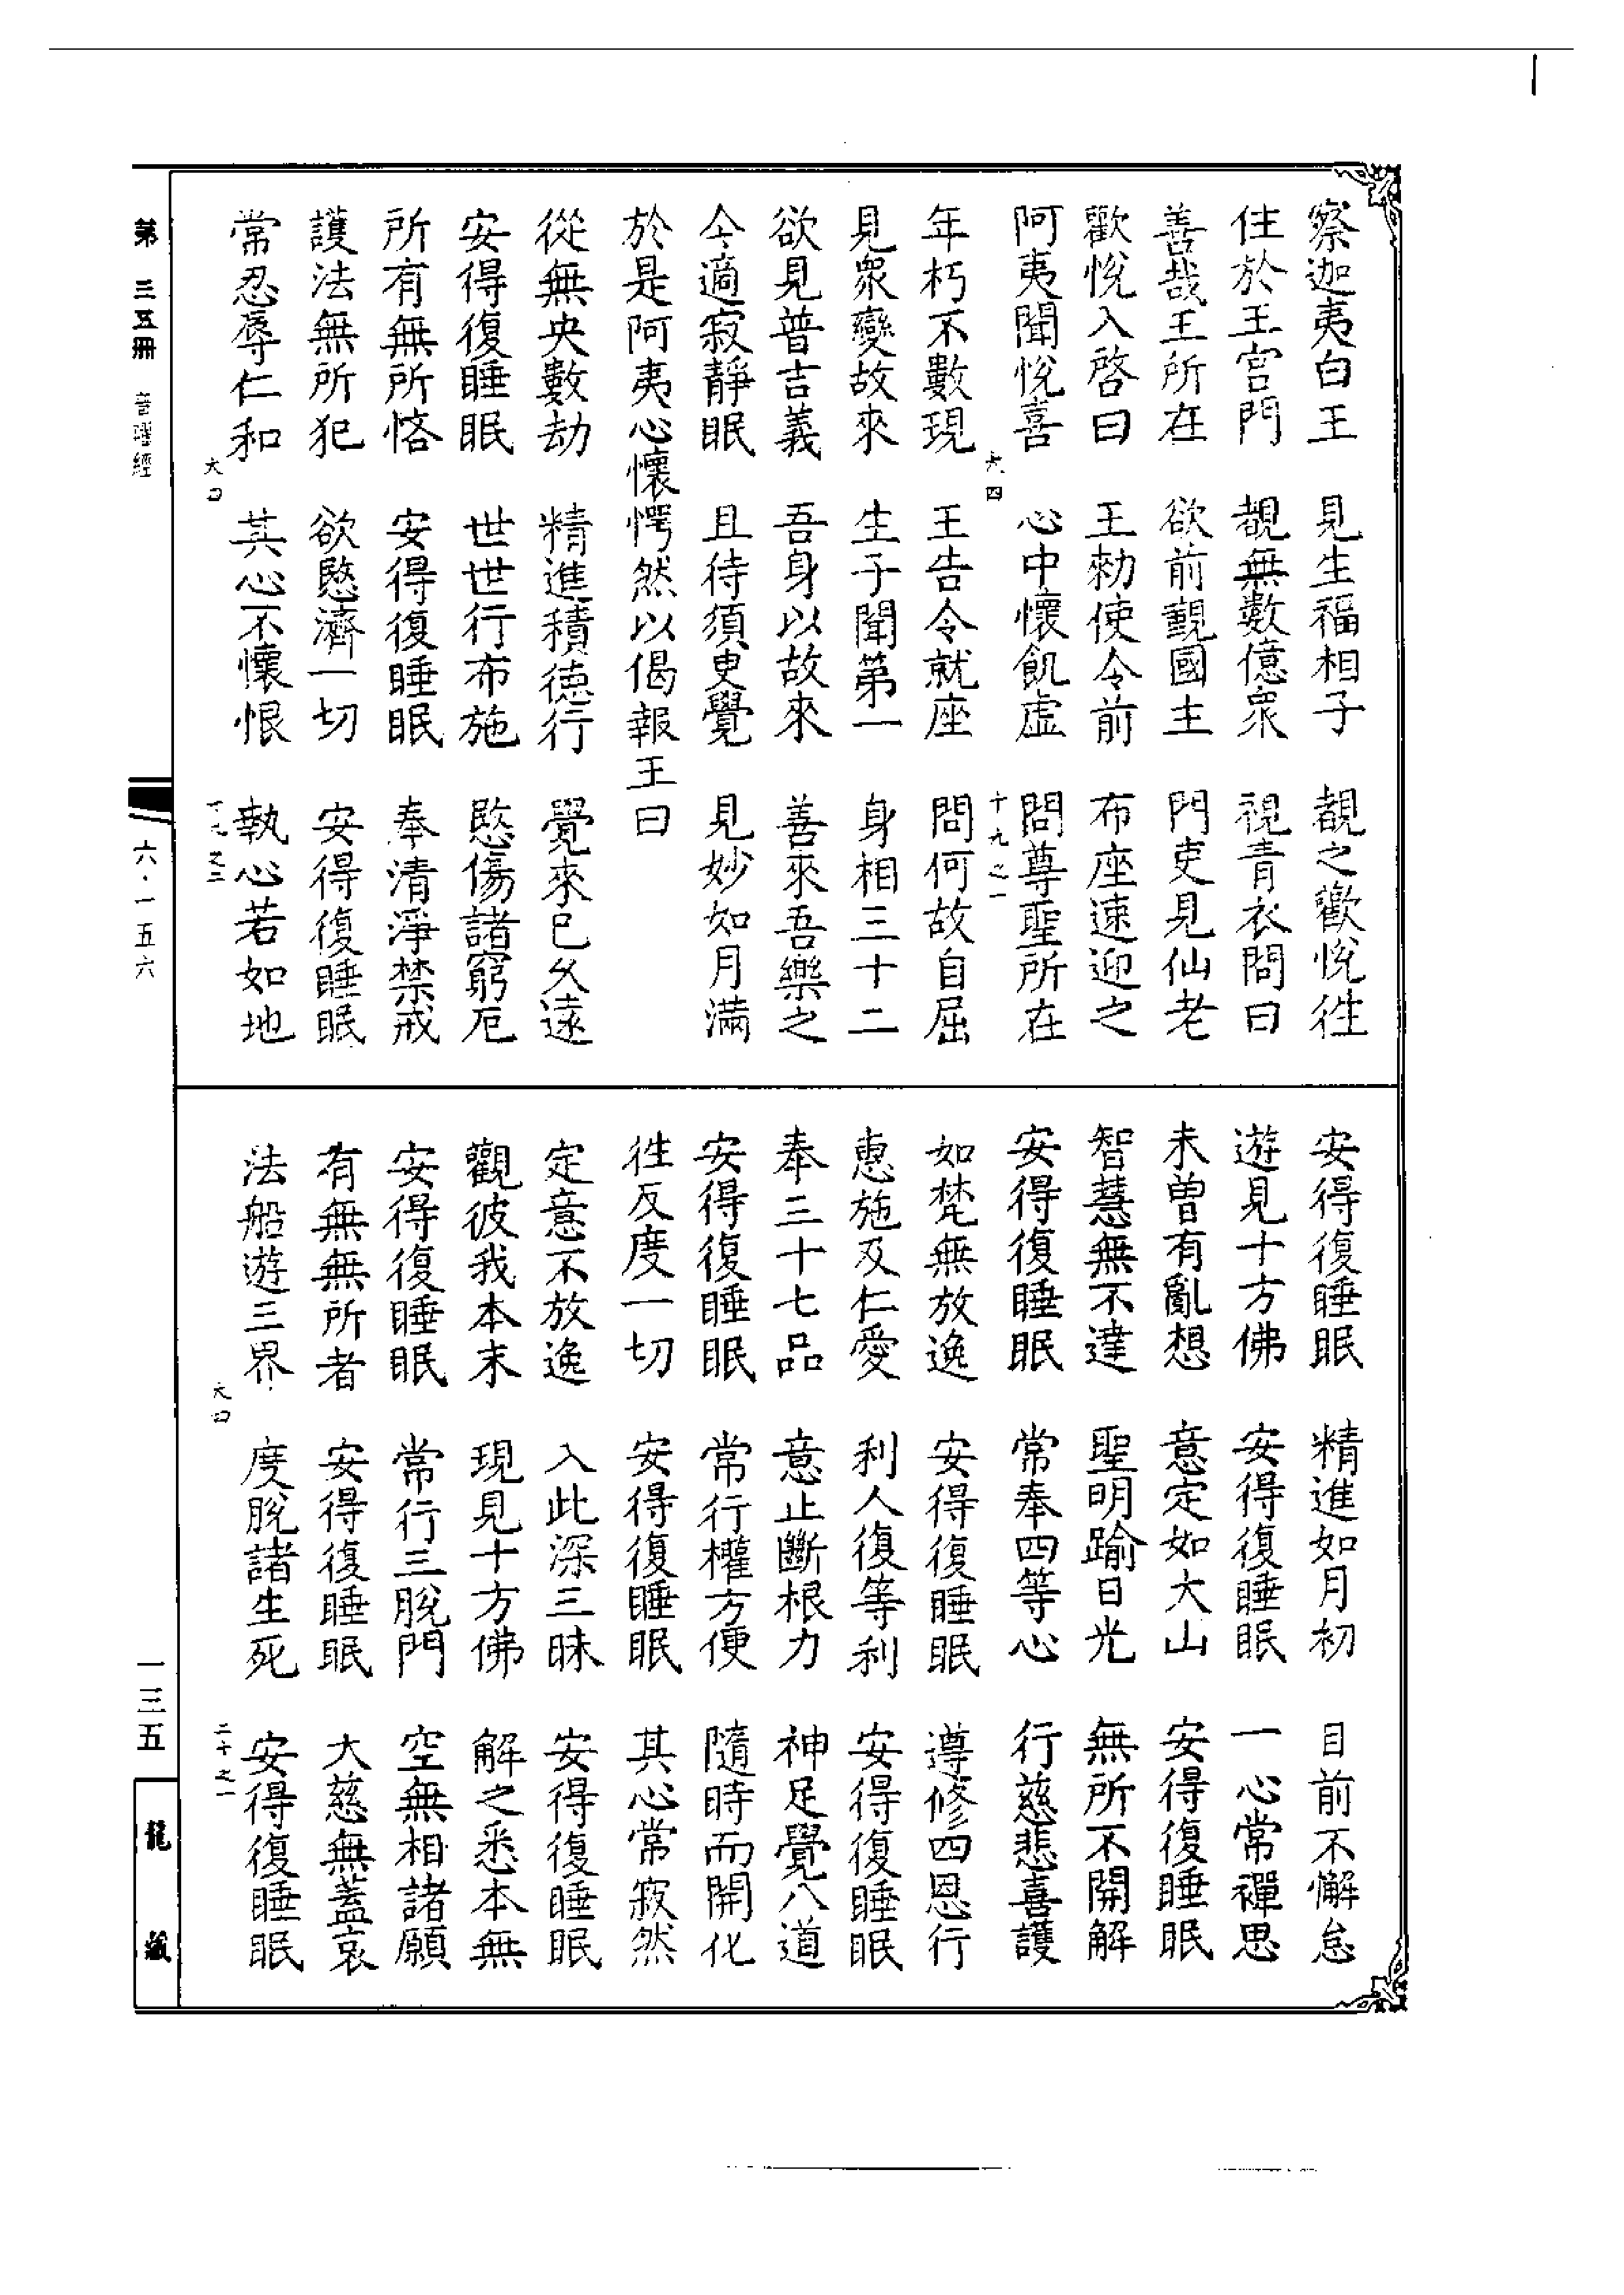 察迦夷白王　見生福相子　覩之歡悅徃
住於王宮門　覩無數億衆　視青衣問曰
善哉王所在　欲前覲國主　門吏見仙老
歡悅入啓曰　王勑使令前　布座速迎之
阿夷聞悅喜　心中懷飢虛　問尊聖所在
六四　十九之一
年朽不數現　王告令就座　問何故自屈
見衆變故來　生子聞第一　身相三十二
欲見普吉義　吾身以故來　善來吾樂之
今適寂靜眠　且待須臾覺　見妙如月滿
於是阿夷心懷愕然以偈報王曰
從無央數劫　精進積德行　覺來已久遠
安得復睡眠　世世行布施　愍傷諸窮厄
所有無所悋　安得復睡眠　奉清淨禁戒
護法無所犯　欲愍濟一切　安得復睡眠
常忍辱仁和　其心不懷恨　執心若如地
安得復睡眠　精進如月初　目前不懈怠
遊見十方佛　安得復睡眠　一心常禪思
未曾有亂想　意定如大山　安得復睡眠
智慧無不達　聖明踰日光　無所不開解
安得復睡眠　常奉四等心　行慈悲喜護
如梵無放逸　安得復睡眠　遵修四恩行
惠施及仁愛　利人復等利　安得復睡眠
奉三十七品　意止斷根力　神足覺八道
安得復睡眠　常行權方便　隨時而開化
徃反度一切　安得復睡眠　其心常寂然
定意不放逸　入此深三昧　安得復睡眠
觀彼我本末　現見十方佛　解之悉本無
安得復睡眠　常行三脫門　空無相諸願
有無無所者　安得復睡眠　大慈無蓋哀
法船遊三界　度脫諸生死　安得復睡眠
二十之一
第三五冊　普曜經
六·一五六
一三五
龍藏